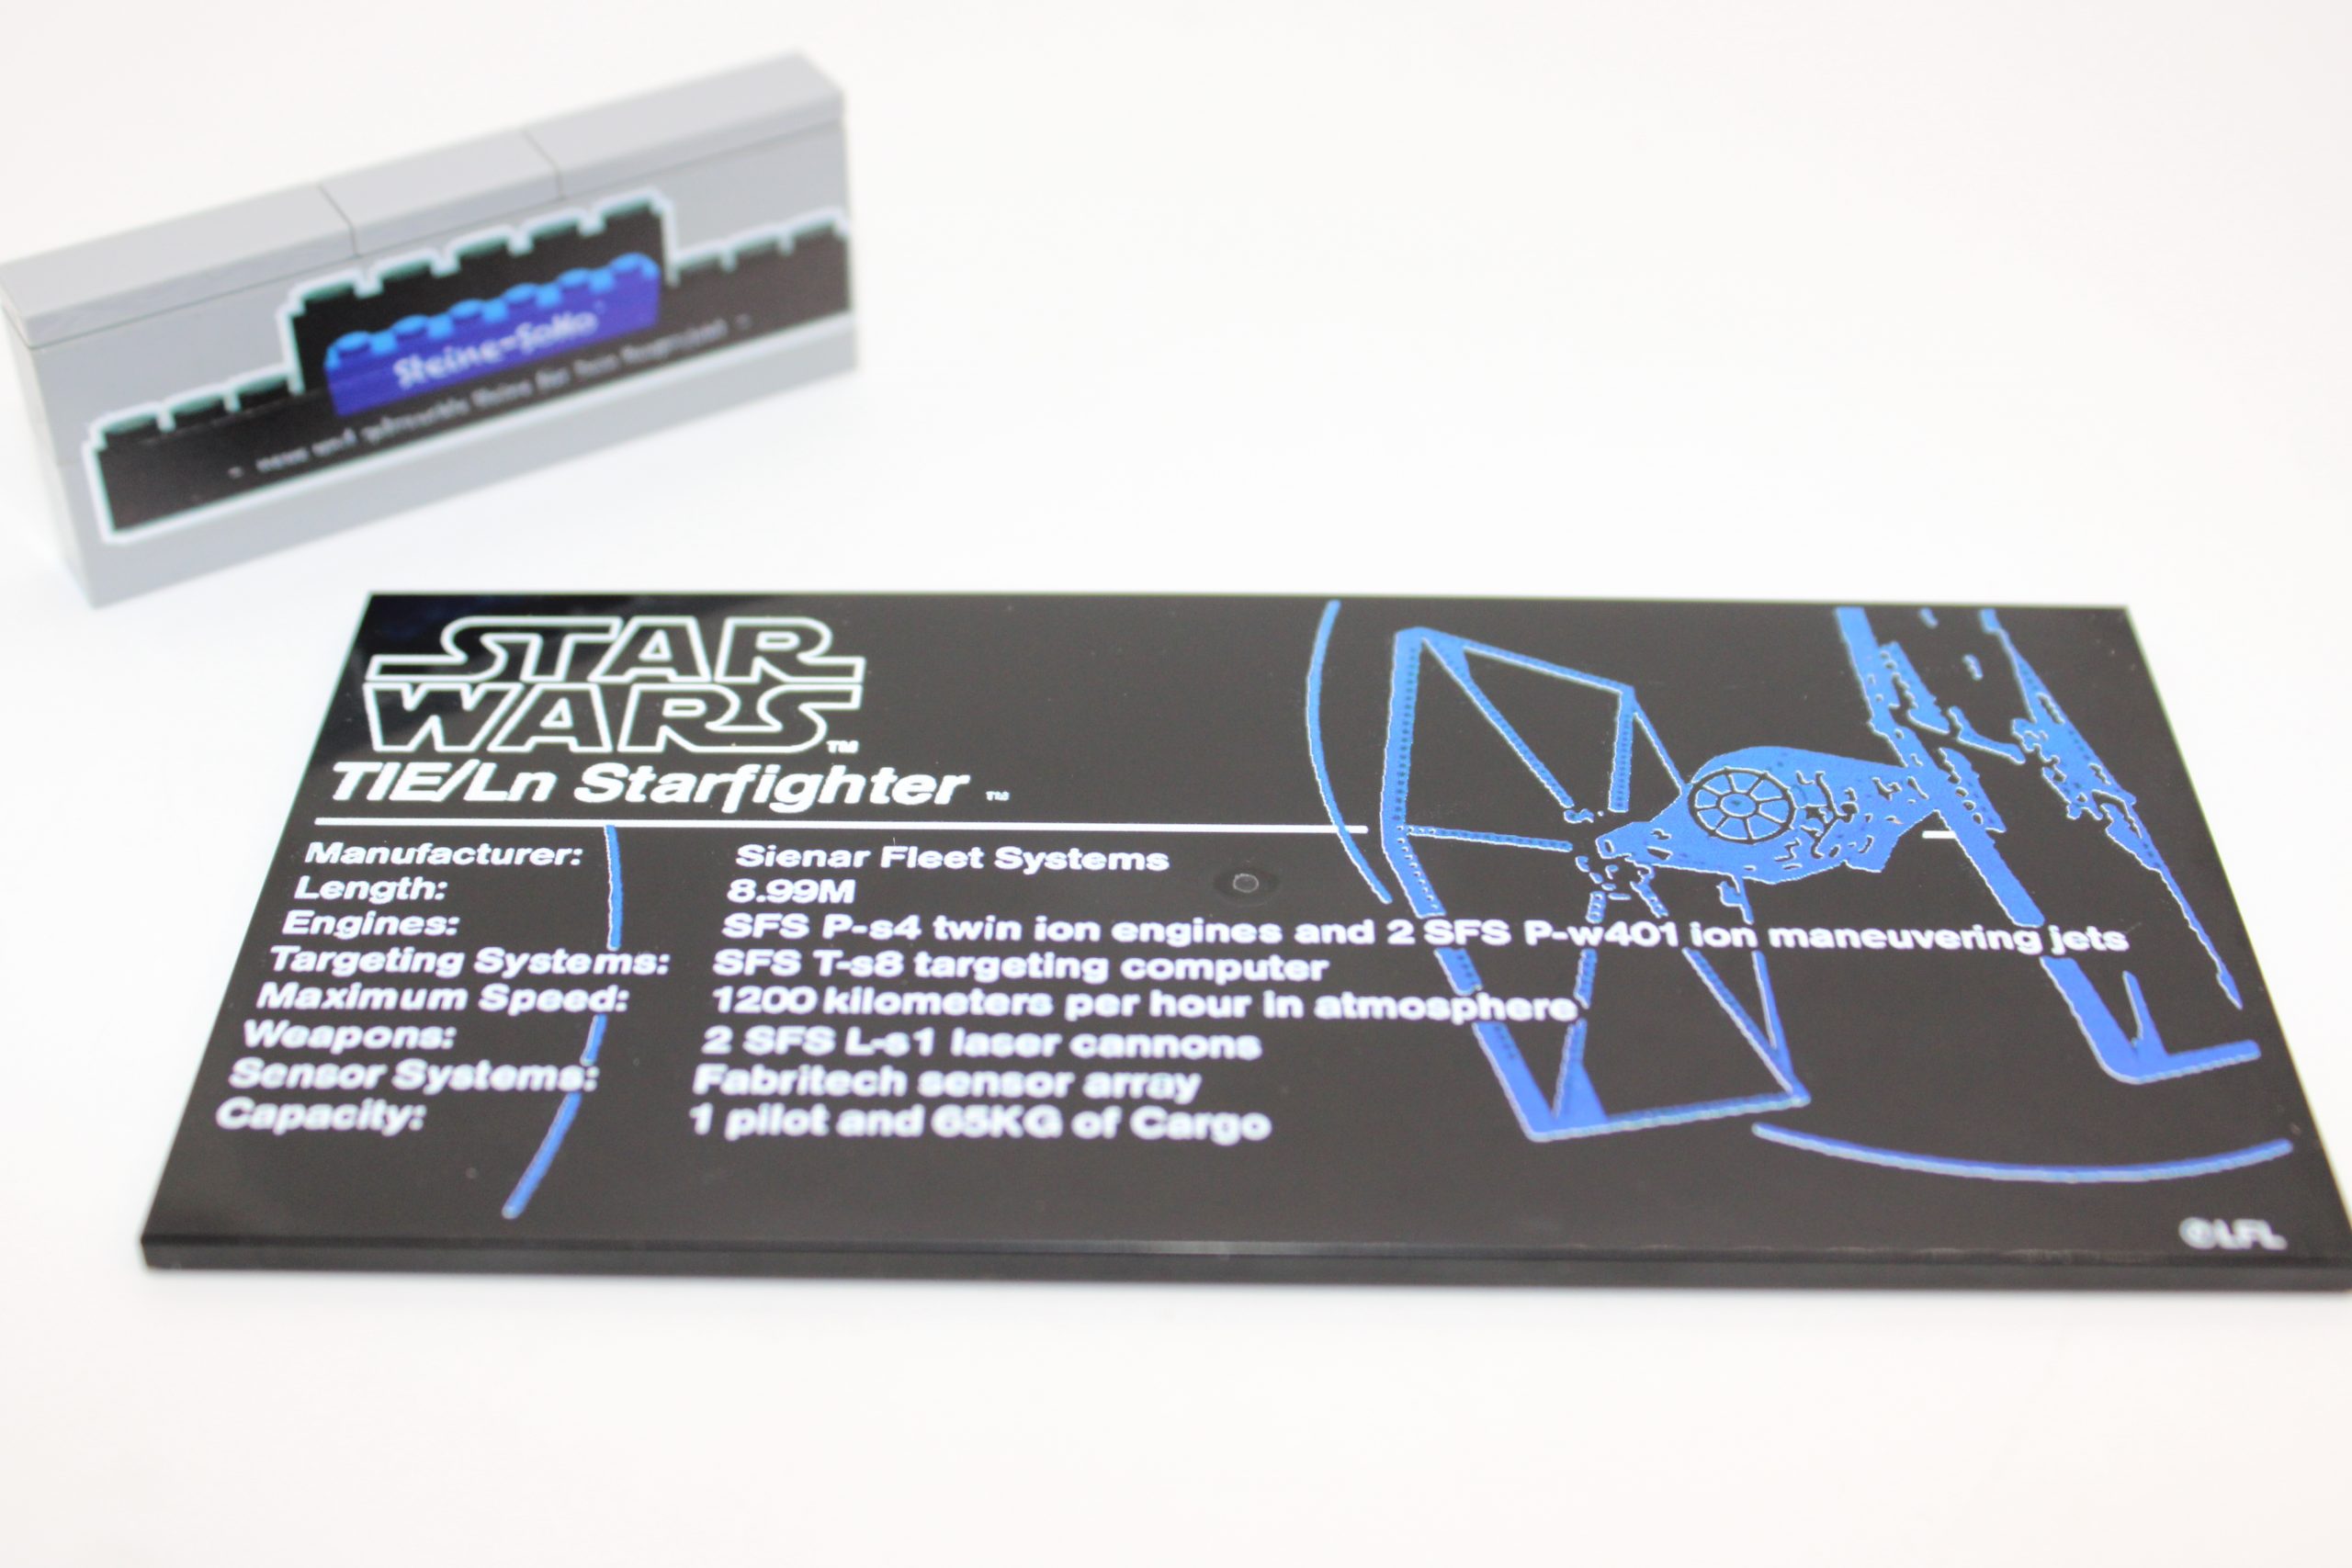 Steine-SoHo
STAR
WARS™
TIE/Ln Starfighter ™
Manufacturer: Sienar Fleet Systems
Length: 8.99M
Engines: SFS P-s4 twin ion engines and 2 SFS P-w401 ion maneuvering jets
Targeting Systems: SFS T-s8 targeting computer
Maximum Speed: 1200 kilometers per hour in atmosphere
Weapons: 2 SFS L-s1 laser cannons
Sensor Systems: Fabritech sensor array
Capacity: 1 pilot and 65KG of Cargo
©LFL